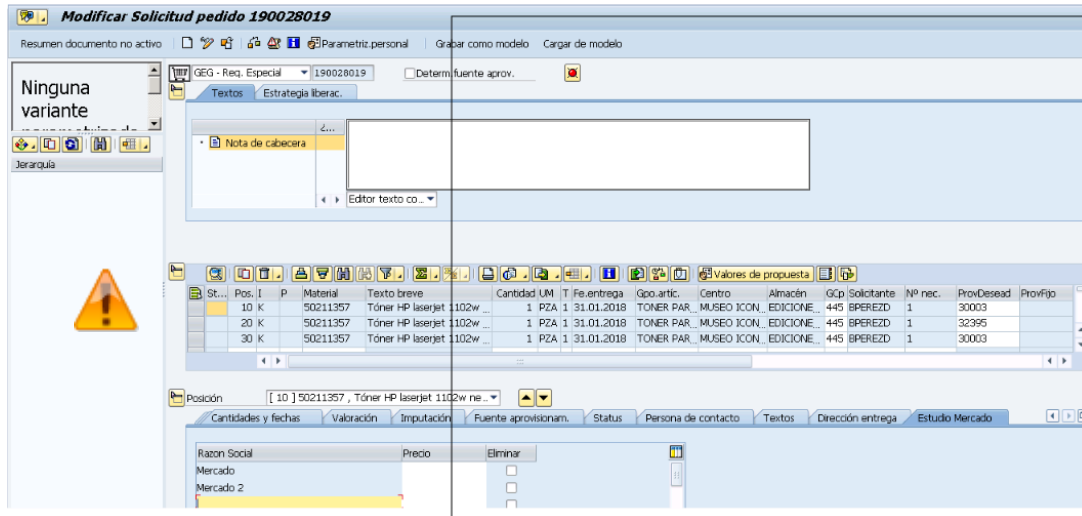 Modificar Solicitud pedido 190028019
Resumen documento no activo Parametriz.personal Grabar como modelo Cargar de modelo
Ninguna
variante
GEG - Req. Especial 190028019 Determ.fuente aprov.
Textos Estrategia liberac.
¿...
Nota de cabecera
Editor texto co...
Jerarquía
Valores de propuesta
St... Pos. I P Material Texto breve Cantidad UM T Fe.entrega Gpo.artíc. Centro Almacén GCp Solicitante Nº nec. ProvDesead ProvFijo
10 K 50211357 Tóner HP laserjet 1102w ... 1 PZA 1 31.01.2018 TONER PAR... MUSEO ICON... EDICIONE... 445 BPEREZD 1 30003
20 K 50211357 Tóner HP laserjet 1102w ... 1 PZA 1 31.01.2018 TONER PAR... MUSEO ICON... EDICIONE... 445 BPEREZD 1 32395
30 K 50211357 Tóner HP laserjet 1102w ... 1 PZA 1 31.01.2018 TONER PAR... MUSEO ICON... EDICIONE... 445 BPEREZD 1 30003
Posición [ 10 ] 50211357 , Tóner HP laserjet 1102w ne...
Cantidades y fechas Valoración Imputación Fuente aprovisionam. Status Persona de contacto Textos Dirección entrega Estudio Mercado
Razon Social Precio Eliminar
Mercado
Mercado 2